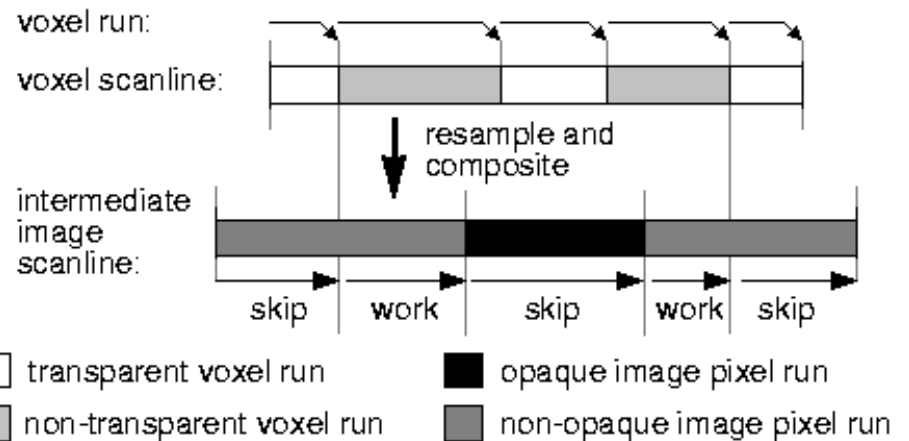 voxel run:
voxel scanline:
resample and
composite
intermediate
image
scanline:
skip work skip work skip
transparent voxel run
opaque image pixel run
non-transparent voxel run
non-opaque image pixel run